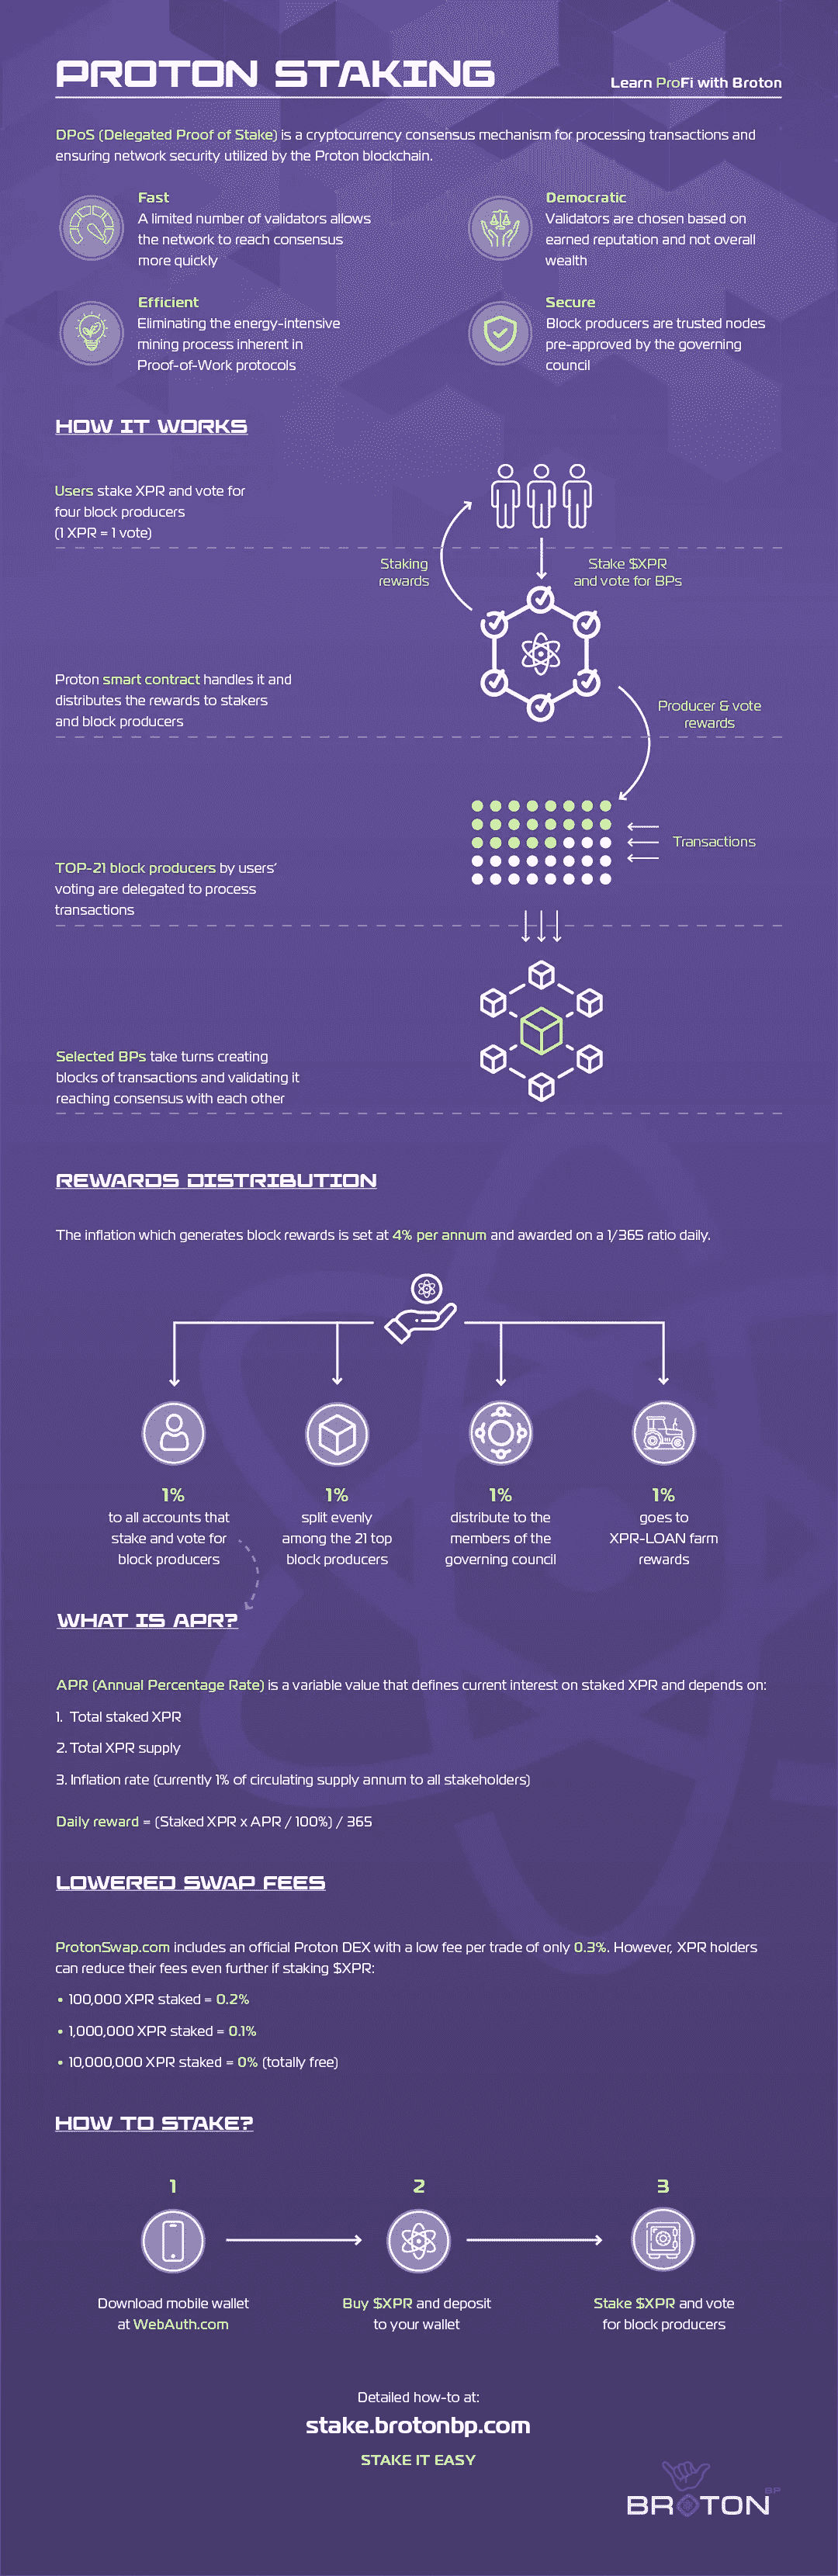 PROTON STAKING
Learn ProFi with Broton
DPoS (Delegated Proof of Stake) is a cryptocurrency consensus mechanism for processing transactions and
ensuring network security utilized by the Proton blockchain.
Fast
A limited number of validators allows
the network to reach consensus
more quickly
Democratic
Validators are chosen based on
earned reputation and not overall
wealth
Efficient
Eliminating the energy-intensive
mining process inherent in
Proof-of-Work protocols
Secure
Block producers are trusted nodes
pre-approved by the governing
council
HOW IT WORKS
Users stake XPR and vote for
four block producers
(1 XPR = 1 vote)
Staking
rewards
Stake $XPR
and vote for BPs
Proton smart contract handles it and
distributes the rewards to stakers
and block producers
Producer & vote
rewards
Transactions
TOP-21 block producers by users'
voting are delegated to process
transactions
Selected BPs take turns creating
blocks of transactions and validating it
reaching consensus with each other
REWARDS DISTRIBUTION
The inflation which generates block rewards is set at 4% per annum and awarded on a 1/365 ratio daily.
1%
to all accounts that
stake and vote for
block producers
1%
split evenly
among the 21 top
block producers
1%
distribute to the
members of the
governing council
1%
goes to
XPR-LOAN farm
rewards
WHAT IS APR?
APR (Annual Percentage Rate) is a variable value that defines current interest on staked XPR and depends on:
1. Total staked XPR
2. Total XPR supply
3. Inflation rate (currently 1% of circulating supply annum to all stakeholders)
Daily reward = (Staked XPR x APR / 100%) / 365
LOWERED SWAP FEES
ProtonSwap.com includes an official Proton DEX with a low fee per trade of only 0.3%. However, XPR holders
can reduce their fees even further if staking $XPR:
• 100,000 XPR staked = 0.2%
• 1,000,000 XPR staked = 0.1%
• 10,000,000 XPR staked = 0% (totally free)
HOW TO STAKE?
1
Download mobile wallet
at WebAuth.com
2
Buy $XPR and deposit
to your wallet
3
Stake $XPR and vote
for block producers
Detailed how-to at:
stake.brotonbp.com
STAKE IT EASY
BROTON BP